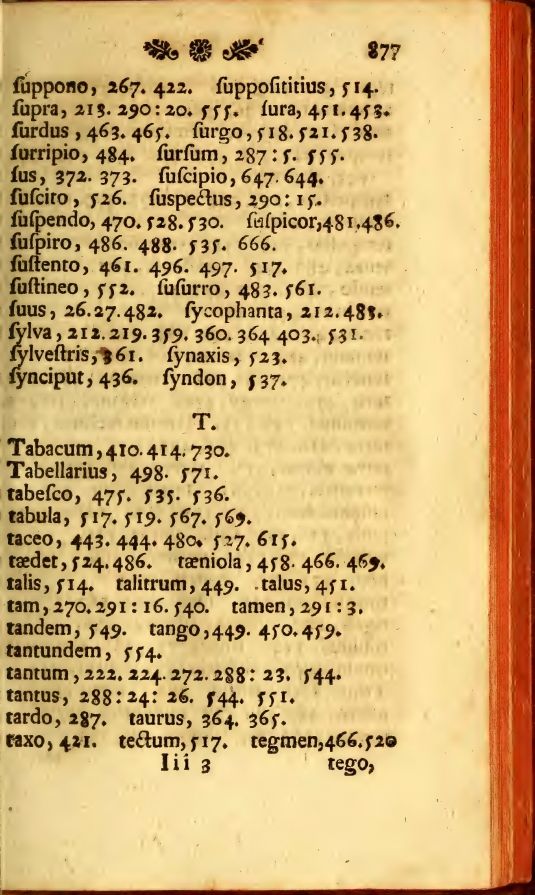 877
ſuppono, 267. 422. ſuppoſititius, 514.
ſupra, 213. 290:20. 555. ſura, 451.453.
ſurdus, 463. 465. ſurgo, 518. 521. 538.
ſurripio, 484. ſurſum, 287:5. 555.
ſus, 372. 373. ſuſcipio, 647. 644.
ſuſcito, 526. ſuspectus, 290: 15.
ſuſpendo, 470. 528. 530. ſuſpicor,481.486.
ſuſpiro, 486. 488. 535. 666.
ſuſtento, 461. 496. 497. 517.
ſuſtineo, 552. ſuſurro, 483. 561.
ſuus, 26.27.482. ſycophanta, 212.483.
ſylva, 212.219.359. 360. 364 403. 531.
ſylveſtris, 361. ſynaxis, 523.
ſynciput, 436. ſyndon, 537.
T.
Tabacum,410.414.730.
Tabellarius, 498. 571.
tabeſco, 475. 535. 536.
tabula, 517. 519. 567. 569.
taceo, 443. 444. 480. 527. 615.
tædet, 524.486. tæniola, 458. 466. 469.
talis, 514. talitrum, 449. talus, 451.
tam, 270.291: 16. 540. tamen, 291: 3.
tandem, 549. tango,449. 450.459.
tantundem, 554.
tantum, 222. 224. 272. 288: 23. 544.
tantus, 288:24: 26. 544. 551.
tardo, 287. taurus, 364. 365.
taxo, 421. tectum, 517. tegmen,466.520
Iii 3 tego,